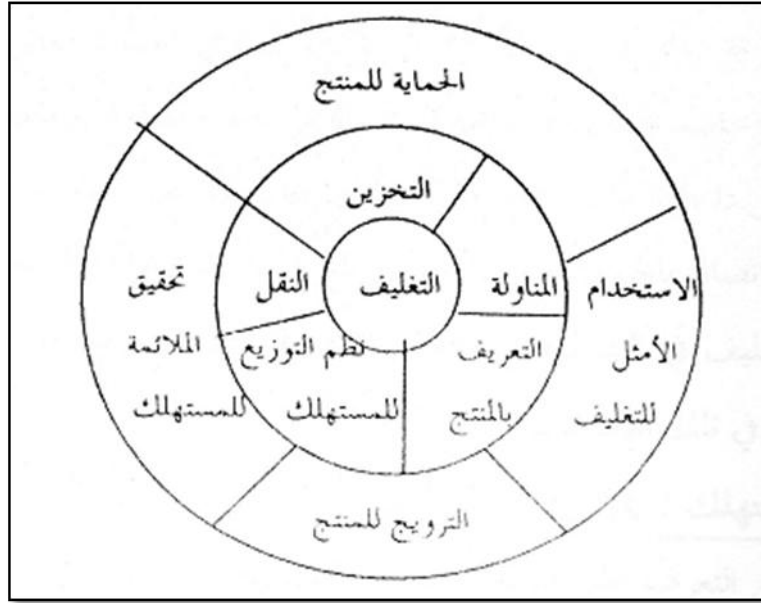 الحماية للمنتج
التخزين
التغليف
المناولة
النقل
الاستخدام
الأمثل
للتغليف
تحقيق
الملائمة
للمستهلك
التعريف
بالمنتج
نظم التوزيع
للمستهلك
الترويج للمنتج